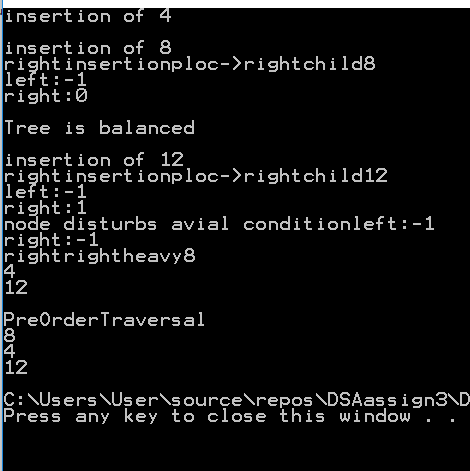 insertion of 4
insertion of 8
rightinsertionploc->rightchild8
left:-1
right:0
Tree is balanced
insertion of 12
rightinsertionploc->rightchild12
left:-1
right:1
node disturbs avial conditionleft:-1
right:-1
rightrightheavy8
4
12
PreOrderTraversal
8
4
12
C:\Users\User\source\repos\DSAassign3\D
Press any key to close this window . .